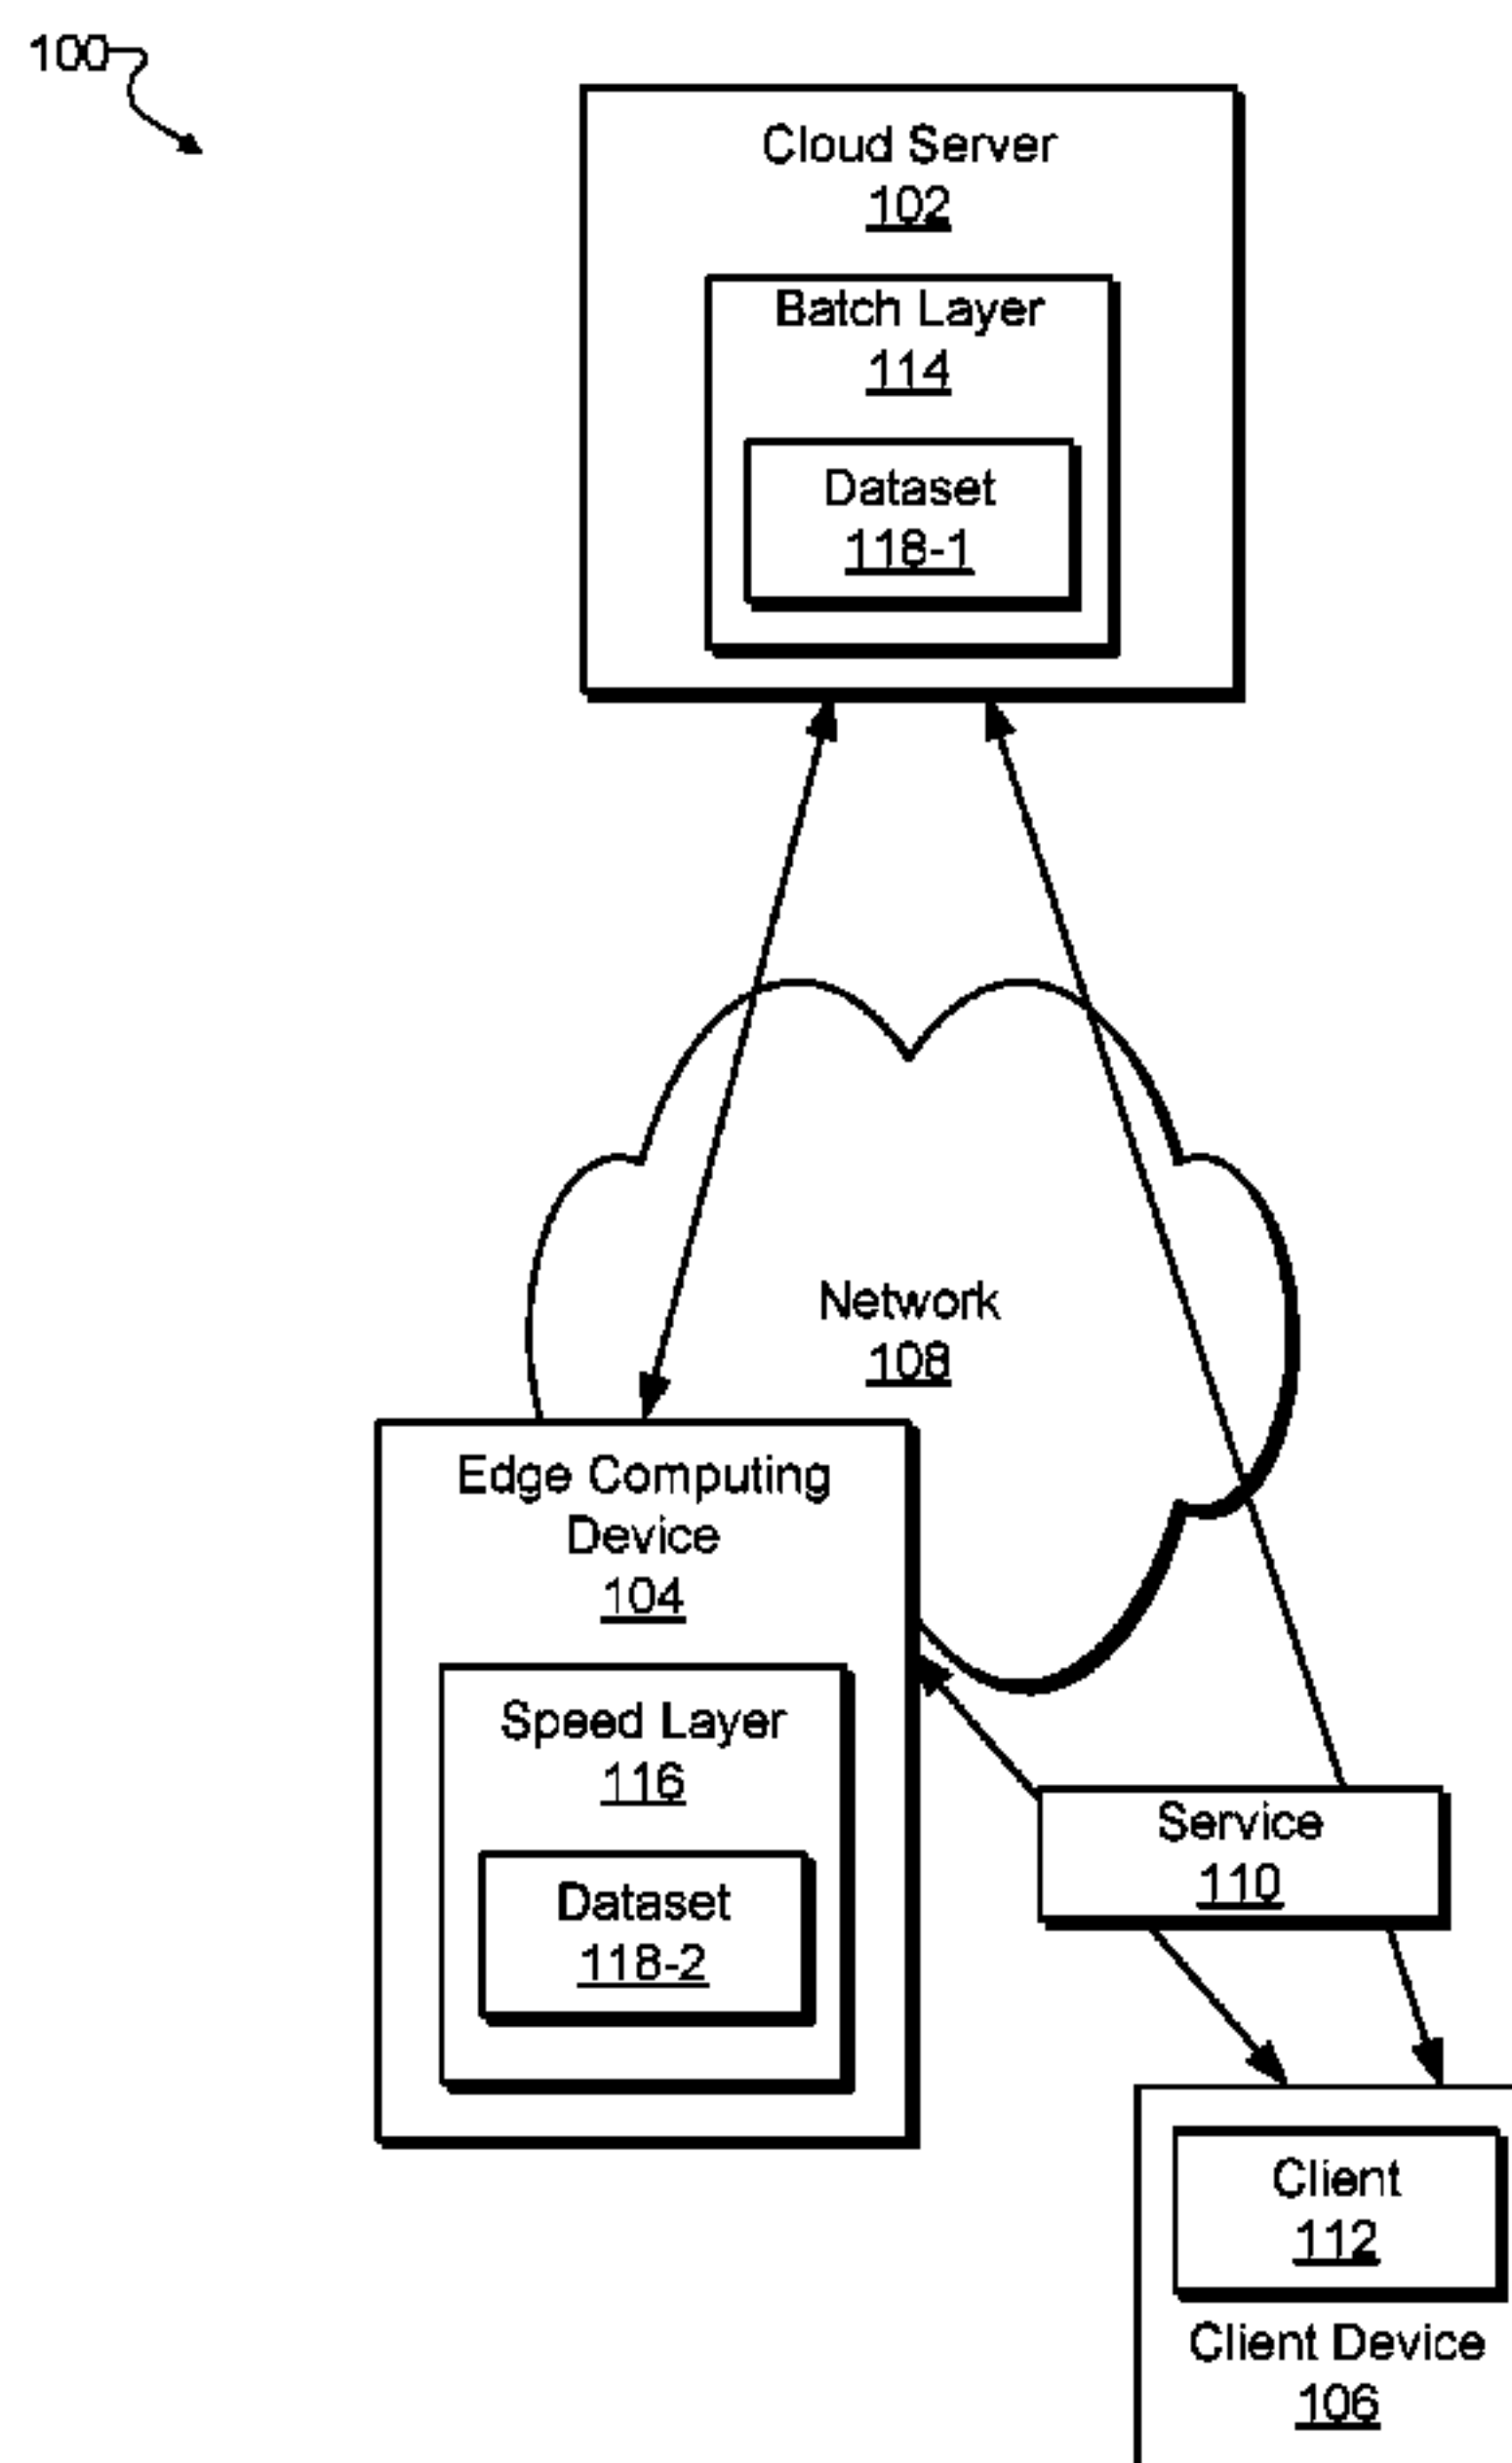 100
Cloud Server
102
Batch Layer
114
Dataset
118-1
Network
108
Edge Computing
Device
104
Speed Layer
116
Dataset
118-2
Service
110
Client
112
Client Device
106